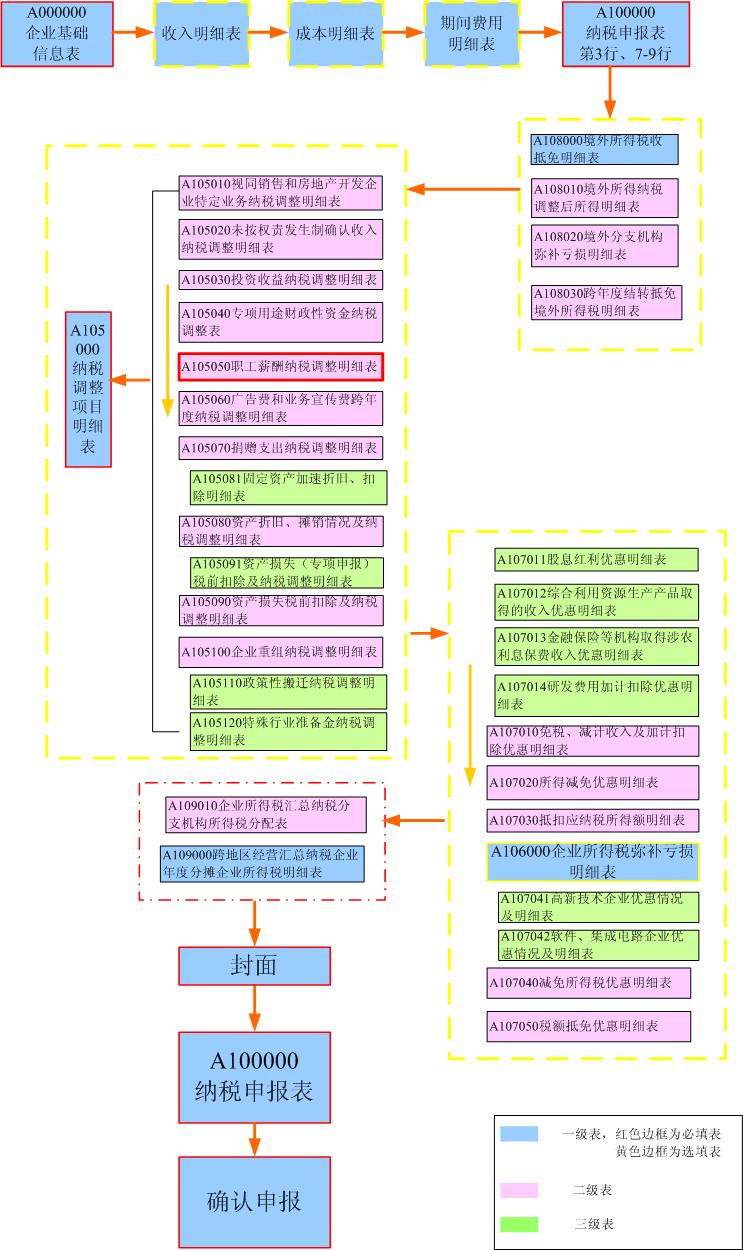 A000000
企业基础
信息表
收入明细表
成本明细表
期间费用
明细表
A100000
纳税申报表
第3行、7-9行
A108000境外所得税收
抵免明细表
A108010境外所得纳税
调整后所得明细表
A108020境外分支机构
弥补亏损明细表
A108030跨年度结转抵免
境外所得税明细表
A105010视同销售和房地产开发企
业特定业务纳税调整明细表
A105020未按权责发生制确认收入
纳税调整明细表
A105030投资收益纳税调整明细表
A105040专项用途财政性资金纳税
调整表
A105050职工薪酬纳税调整明细表
A105060广告费和业务宣传费跨年
度纳税调整明细表
A105070捐赠支出纳税调整明细表
A105081固定资产加速折旧、扣
除明细表
A105080资产折旧、摊销情况及纳
税调整明细表
A105091资产损失（专项申报）
税前扣除及纳税调整明细表
A105090资产损失税前扣除及纳税
调整明细表
A105100企业重组纳税调整明细表
A105110政策性搬迁纳税调整明
细表
A105120特殊行业准备金纳税调
整明细表
A105
000
纳税
调整
项目
明细
表
A107011股息红利优惠明细表
A107012综合利用资源生产产品取
得的收入优惠明细表
A107013金融保险等机构取得涉农
利息保费收入优惠明细表
A107014研发费用加计扣除优惠明
细表
A107010免税、减计收入及加计扣
除优惠明细表
A107020所得减免优惠明细表
A107030抵扣应纳税所得额明细表
A106000企业所得税弥补亏损
明细表
A107041高新技术企业优惠情况
及明细表
A107042软件、集成电路企业优
惠情况及明细表
A107040减免所得税优惠明细表
A107050税额抵免优惠明细表
A109010企业所得税汇总纳税分
支机构所得税分配表
A109000跨地区经营汇总纳税企业
年度分摊企业所得税明细表
封面
A100000
纳税申报表
确认申报
一级表，红色边框为必填表
黄色边框为选填表
二级表
三级表